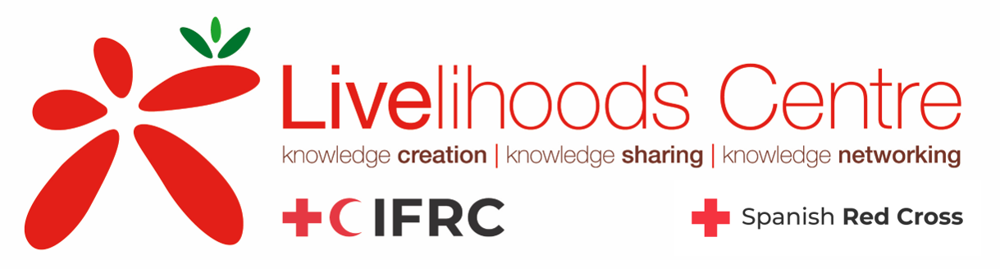 Livelihoods Centre
knowledge creation | knowledge sharing | knowledge networking
IFRC
Spanish Red Cross